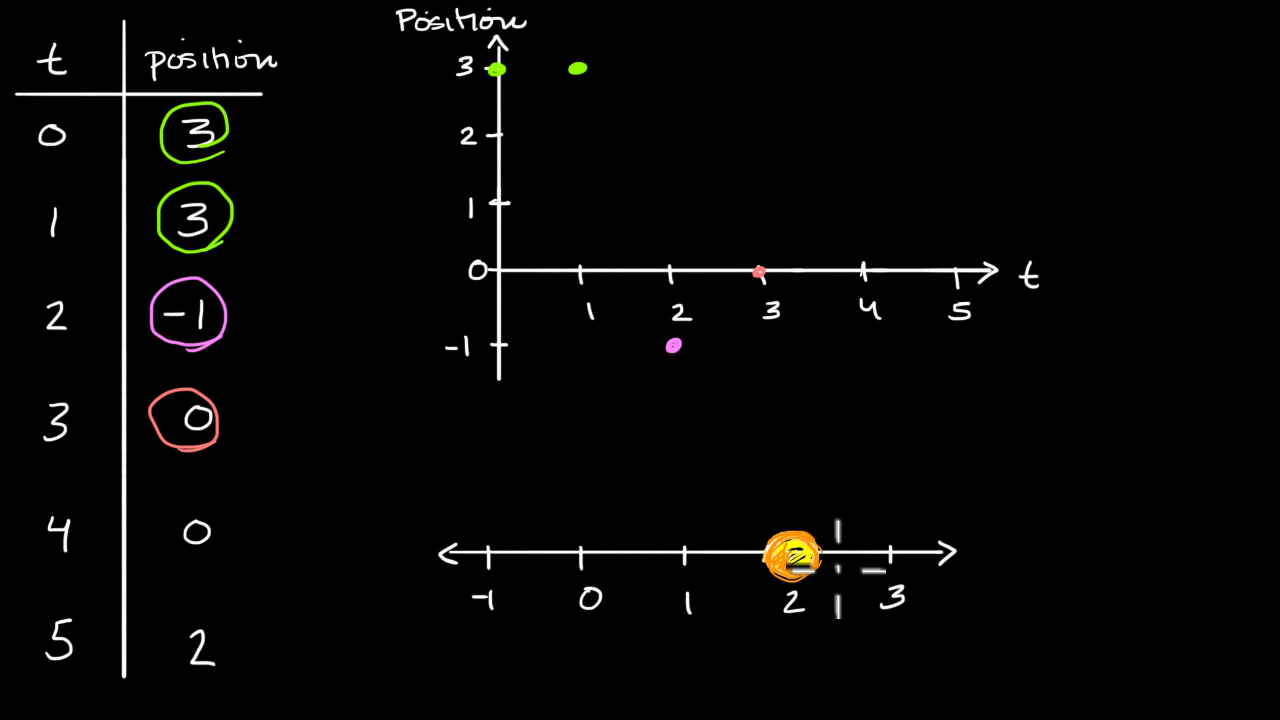 t position
0 3
1 3
2 -1
3 0
4 0
5 2
Position
3
2
1
0
-1
1 2 3 4 5 t
-1 0 1 2 3